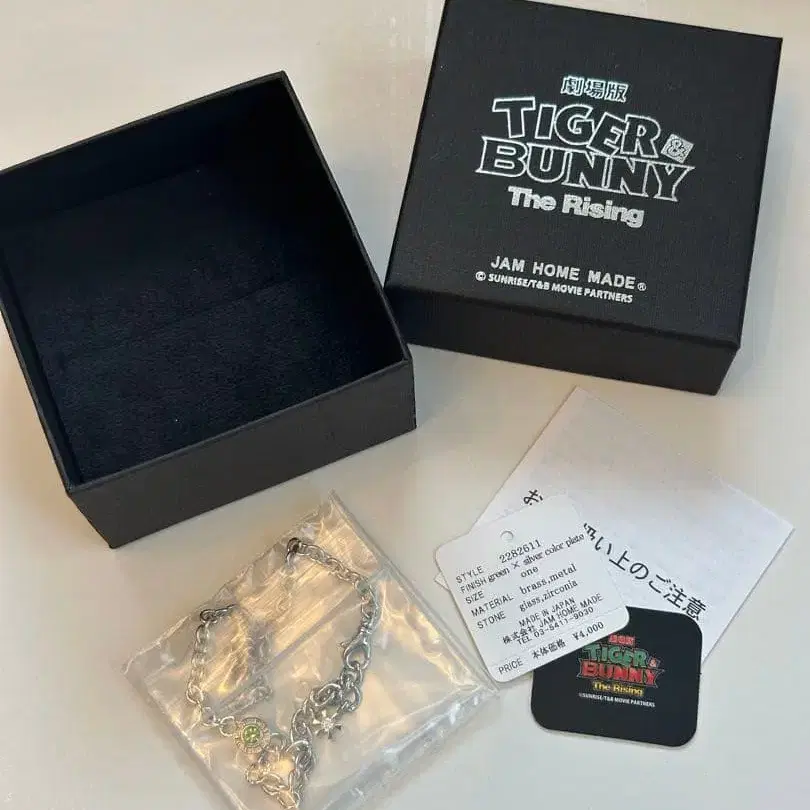 劇場版
TIGER &
BUNNY
The Rising
JAM HOME MADE®
© SUNRISE/T&B MOVIE PARTNERS
お
扱い上のご注意
STYLE 2282611
FINISH green × silver color plate
SIZE one
MATERIAL brass,metal
STONE glass,zirconia
MADE IN JAPAN
株式会社 JAM HOME MADE
TEL 03-5411-9030
PRICE 本体価格 ¥4,000
劇場版
TIGER &
BUNNY
The Rising
©SUNRISE/T&B MOVIE PARTNERS